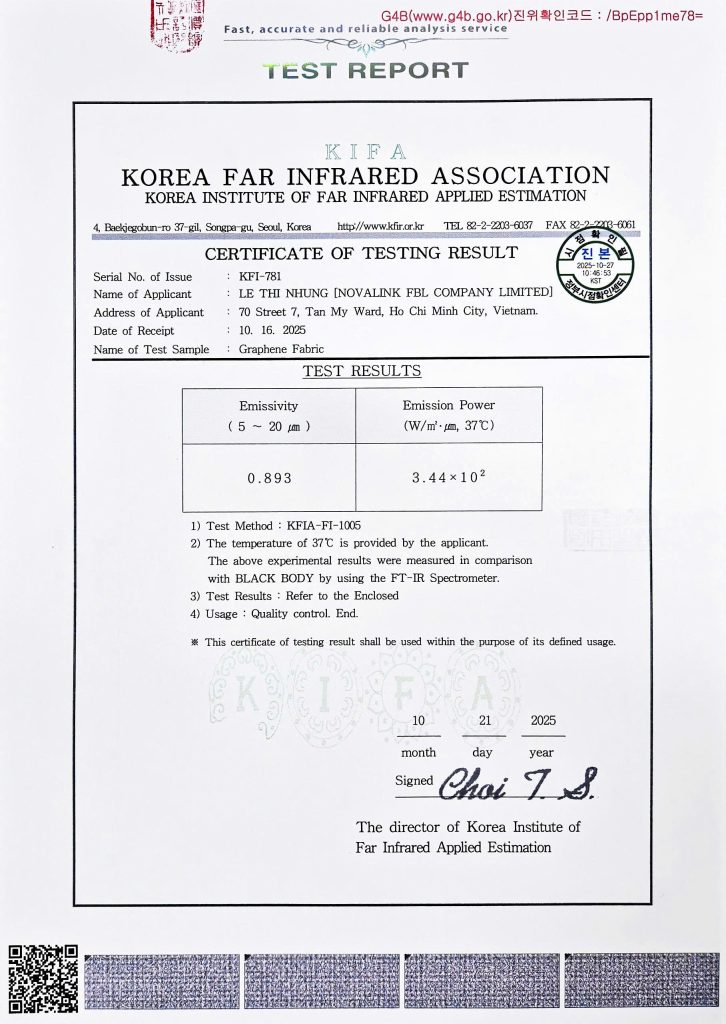 G4B(www.g4b.go.kr)진위확인코드 : /BpEpp1me78=
Fast, accurate and reliable analysis service
TEST REPORT
KIFA
KOREA FAR INFRARED ASSOCIATION
KOREA INSTITUTE OF FAR INFRARED APPLIED ESTIMATION
4, Baekjegobun-ro 37-gil, Songpa-gu, Seoul, Korea http://www.kfir.or.kr TEL 82-2-2203-6037 FAX 82-2-2203-6061
CERTIFICATE OF TESTING RESULT
시점확인필
진본
2025-10-27
10:46:53
KST
정부시점확인센터
Serial No. of Issue : KFI-781
Name of Applicant : LE THI NHUNG [NOVALINK FBL COMPANY LIMITED]
Address of Applicant : 70 Street 7, Tan My Ward, Ho Chi Minh City, Vietnam.
Date of Receipt : 10. 16. 2025
Name of Test Sample : Graphene Fabric
TEST RESULTS
Emissivity Emission Power
( 5 ~ 20 ㎛ ) (W/㎡·㎛, 37℃)
0.893 3.44×10²
1) Test Method : KFIA-FI-1005
2) The temperature of 37℃ is provided by the applicant.
The above experimental results were measured in comparison
with BLACK BODY by using the FT-IR Spectrometer.
3) Test Results : Refer to the Enclosed
4) Usage : Quality control. End.
※ This certificate of testing result shall be used within the purpose of its defined usage.
KIFA
10 21 2025
month day year
Signed Choi T. S.
The director of Korea Institute of
Far Infrared Applied Estimation